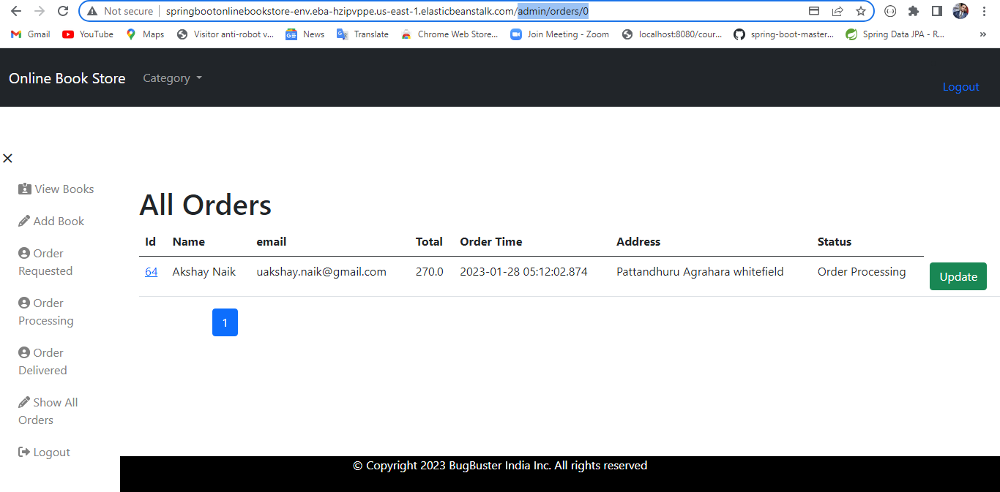 Not secure springbootonlinebookstore-env.eba-hzipvppe.us-east-1.elasticbeanstalk.com/admin/orders/0
Gmail YouTube Maps Visitor anti-robot v... News Translate Chrome Web Store... Join Meeting - Zoom localhost:8080/cour... spring-boot-master... Spring Data JPA - R... »
Online Book Store Category Logout
View Books
Add Book
Order
Requested
Order
Processing
Order
Delivered
Show All
Orders
Logout
All Orders
Id Name email Total Order Time Address Status
64 Akshay Naik uakshay.naik@gmail.com 270.0 2023-01-28 05:12:02.874 Pattandhuru Agrahara whitefield Order Processing Update
1
© Copyright 2023 BugBuster India Inc. All rights reserved